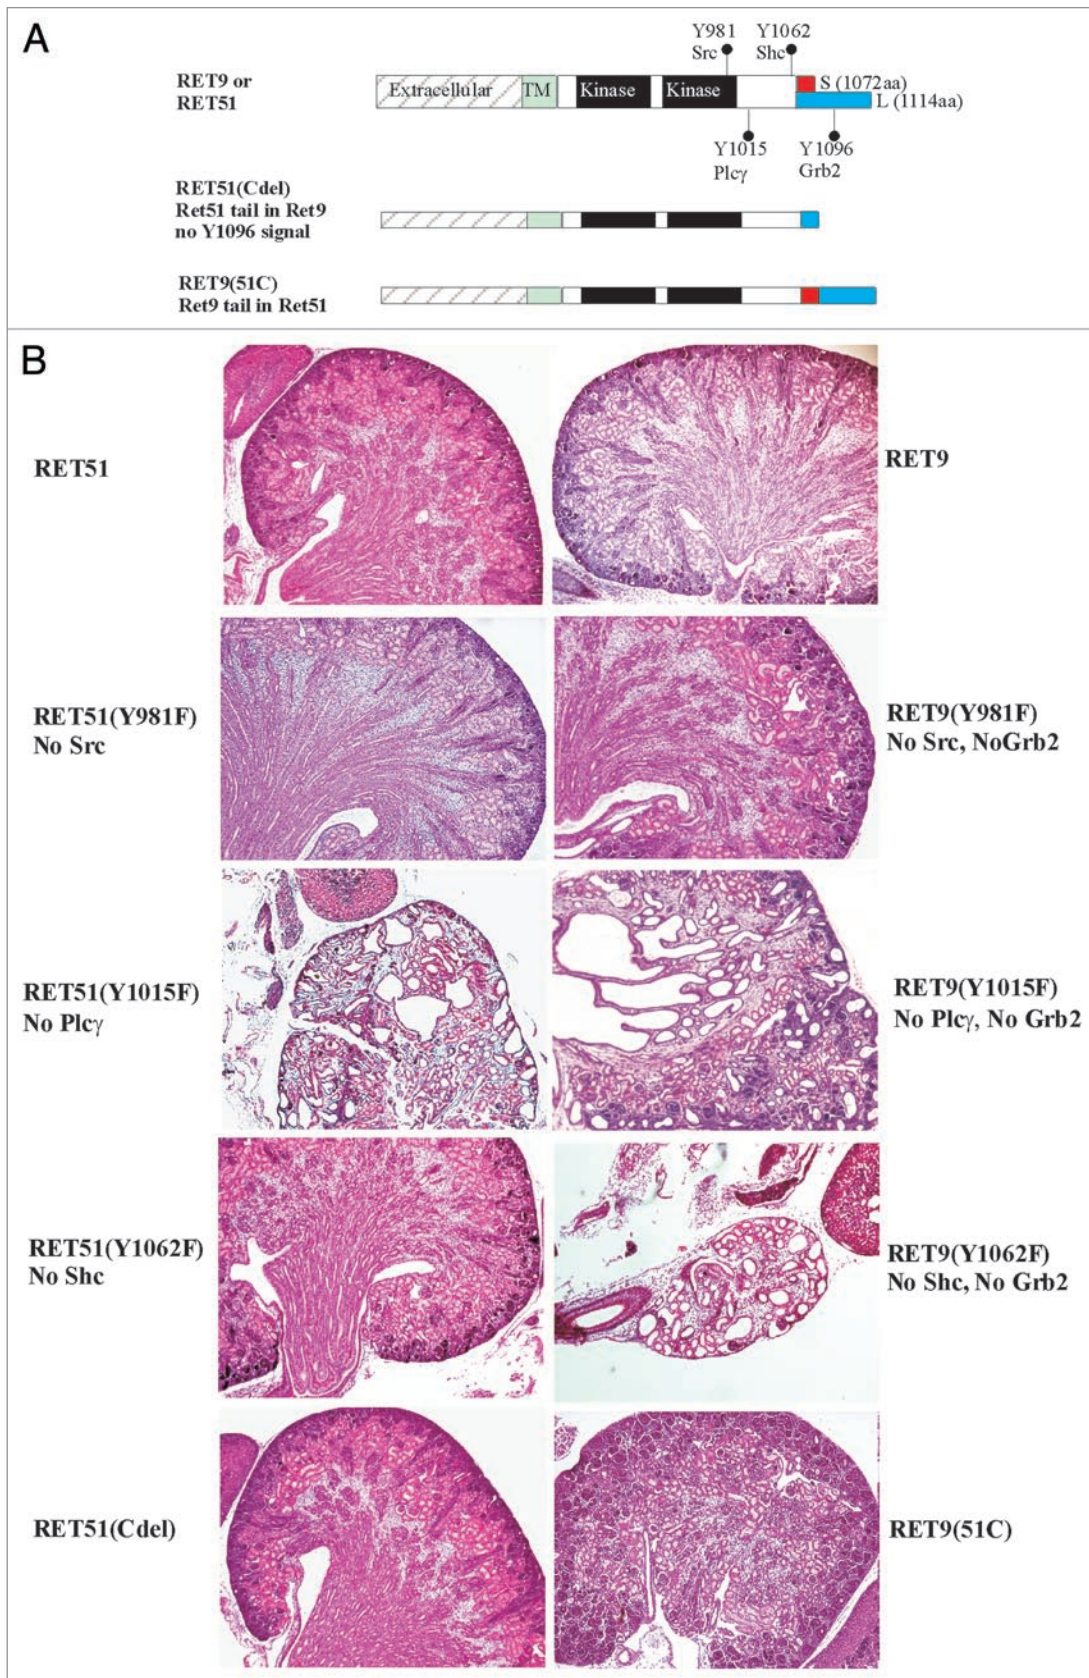 A
Y981
Src
Y1062
Shc
RET9 or
RET51
Extracellular
TM
Kinase
Kinase
S (1072aa)
L (1114aa)
Y1015
Plcγ
Y1096
Grb2
RET51(Cdel)
Ret51 tail in Ret9
no Y1096 signal
RET9(51C)
Ret9 tail in Ret51
B
RET51
RET9
RET51(Y981F)
No Src
RET9(Y981F)
No Src, NoGrb2
RET51(Y1015F)
No Plcγ
RET9(Y1015F)
No Plcγ, No Grb2
RET51(Y1062F)
No Shc
RET9(Y1062F)
No Shc, No Grb2
RET51(Cdel)
RET9(51C)